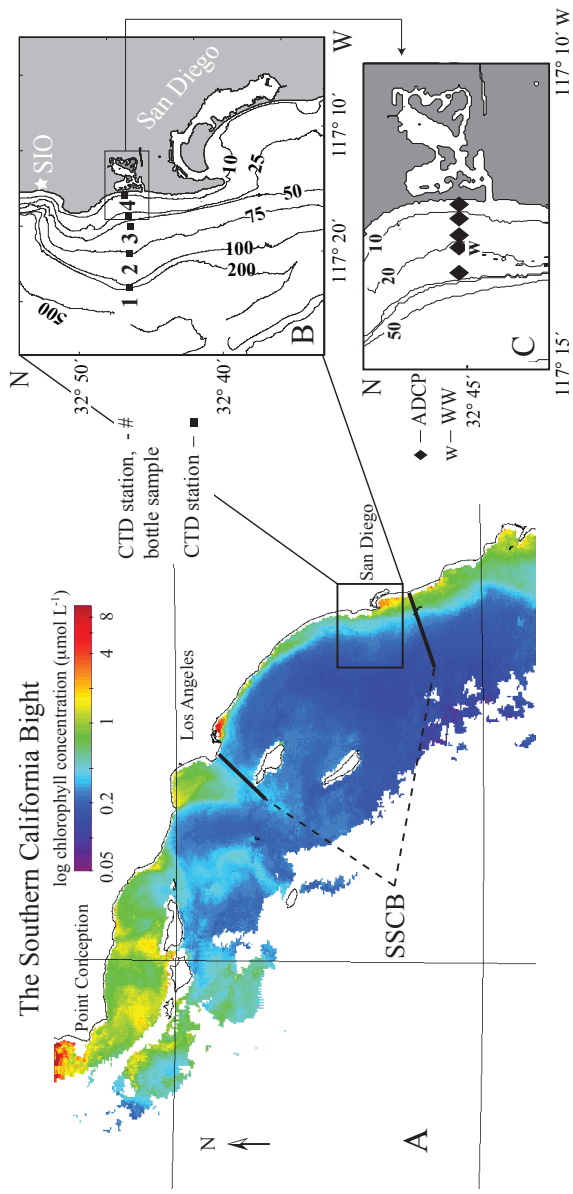 The Southern California Bight
log chlorophyll concentration (µmol L⁻¹)
0.05 0.2 1 4 8
Point Conception
Los Angeles
San Diego
SSCB
N
A
CTD station, - #
bottle sample
CTD station – ■
N
32° 50´
32° 40´
B
SIO
San Diego
500
200
100
75
50
25
10
1 2 3 4
117° 20´
117° 10´
W
◆ – ADCP
w – WW
N
32° 45´
C
10
20
50
w
117° 15´
117° 10´ W